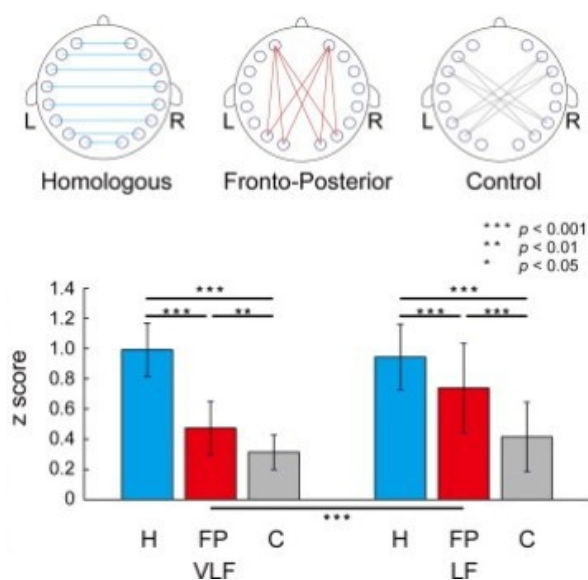 L R L R L R
Homologous Fronto-Posterior Control
*** p < 0.001
** p < 0.01
* p < 0.05
1.4
1.2
1.0
0.8
0.6
0.4
0.2
0
z score
*** ***
*** ** *** ***
***
H FP C H FP C
VLF LF